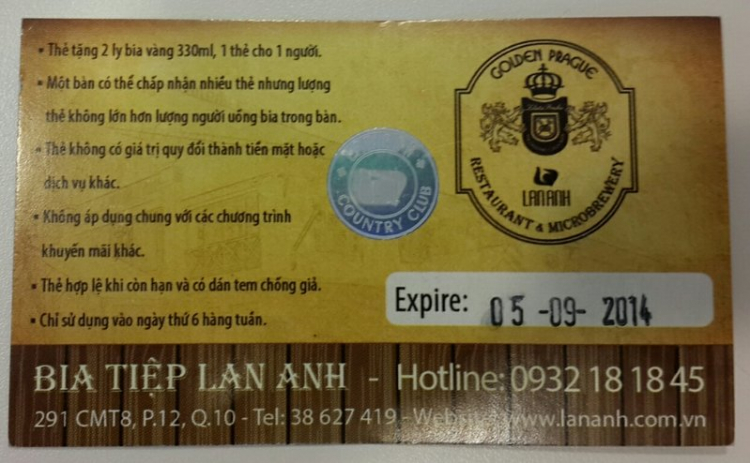 ▪ Thẻ tặng 2 ly bia vàng 330ml, 1 thẻ cho 1 người.
▪ Một bàn có thể chấp nhận nhiều thẻ nhưng lượng
thẻ không lớn hơn lượng người uống bia trong bàn.
▪ Thẻ không có giá trị quy đổi thành tiền mặt hoặc
dịch vụ khác.
▪ Không áp dụng chung với các chương trình
khuyến mãi khác.
▪ Thẻ hợp lệ khi còn hạn và có dán tem chống giả.
▪ Chỉ sử dụng vào ngày thứ 6 hàng tuần.
COUNTRY CLUB
GOLDEN PRAGUE
LAN ANH
RESTAURANT & MICROBREWERY
Expire: 05-09-2014
BIA TIỆP LAN ANH - Hotline: 0932 18 18 45
291 CMT8, P.12, Q.10 - Tel: 38 627 419 - Website: www.lananh.com.vn